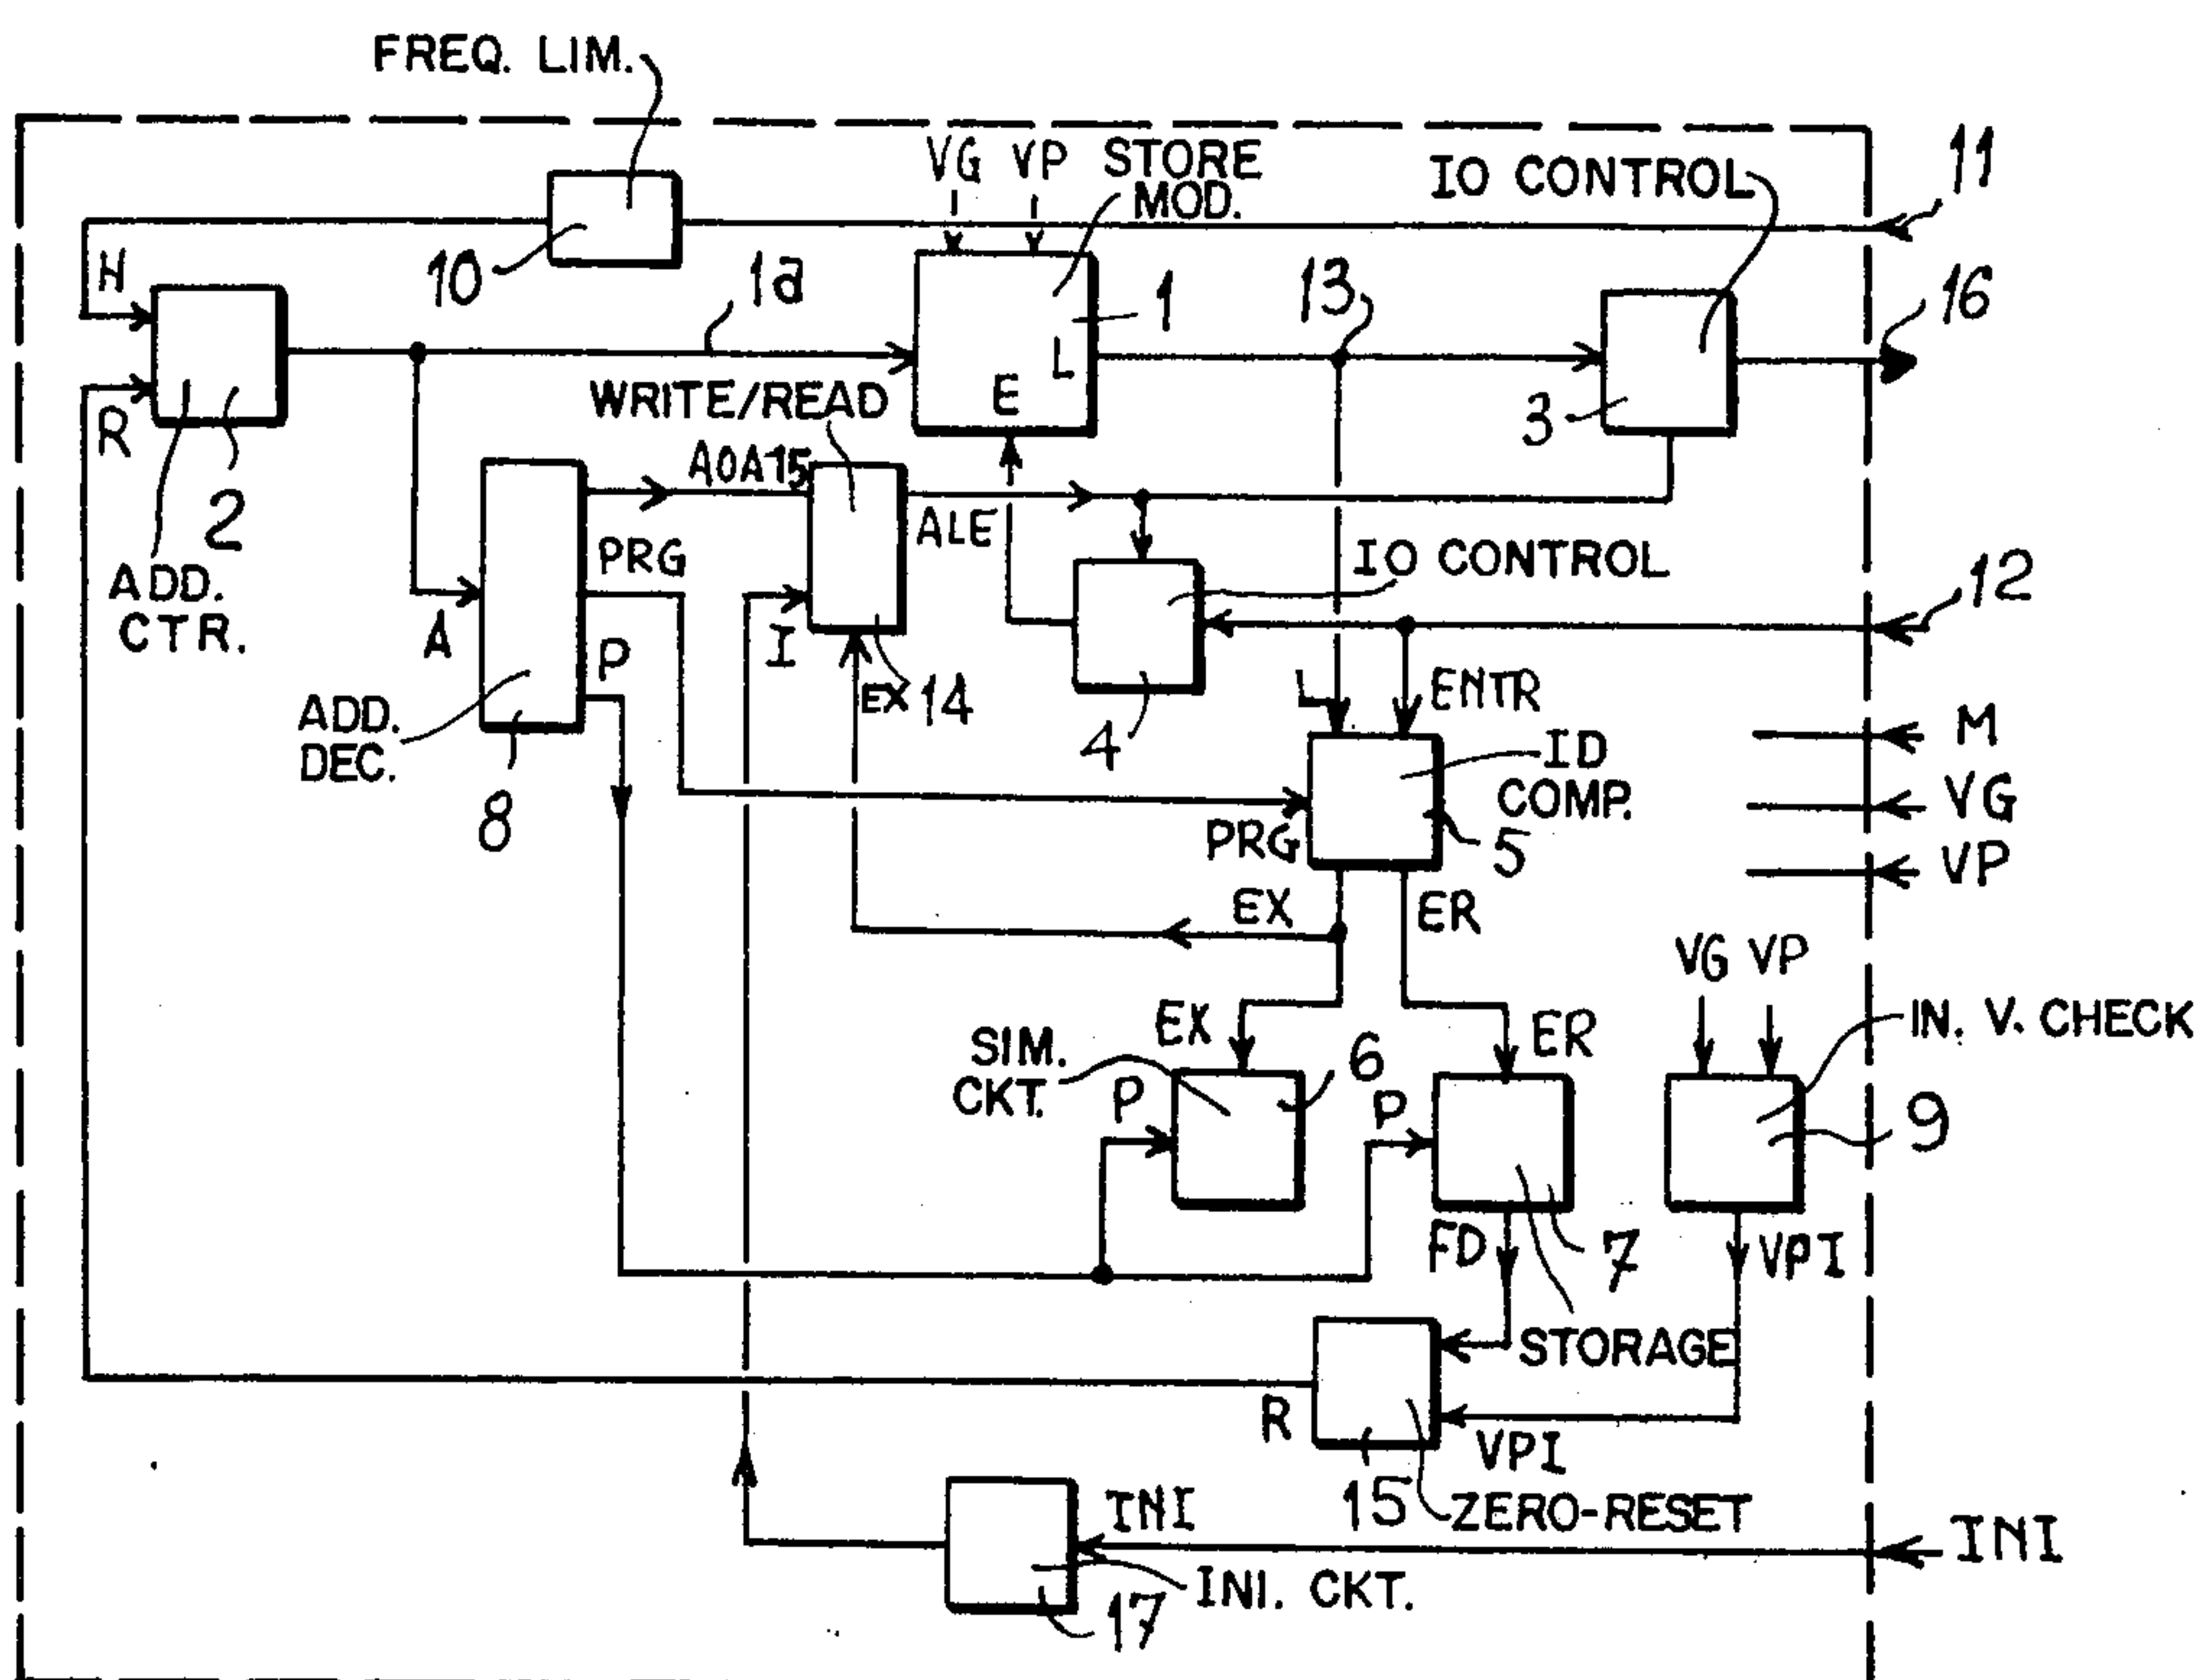 FREQ. LIM.
VG VP STORE
MOD.
IO CONTROL
11
10
H
1a
1
13
16
L
E
R
WRITE/READ
3
2
A0A15
ALE
ADD.
CTR.
PRG
IO CONTROL
12
A
P
I
EX 14
L
ENTR
ADD.
DEC.
4
M
ID
COMP.
VG
8
PRG
5
VP
EX
ER
VG VP
IN. V. CHECK
EX
ER
SIM.
CKT.
6
P
P
9
FD
7
VPI
STORAGE
R
VPI
15
ZERO-RESET
INI
INI
INI. CKT.
17